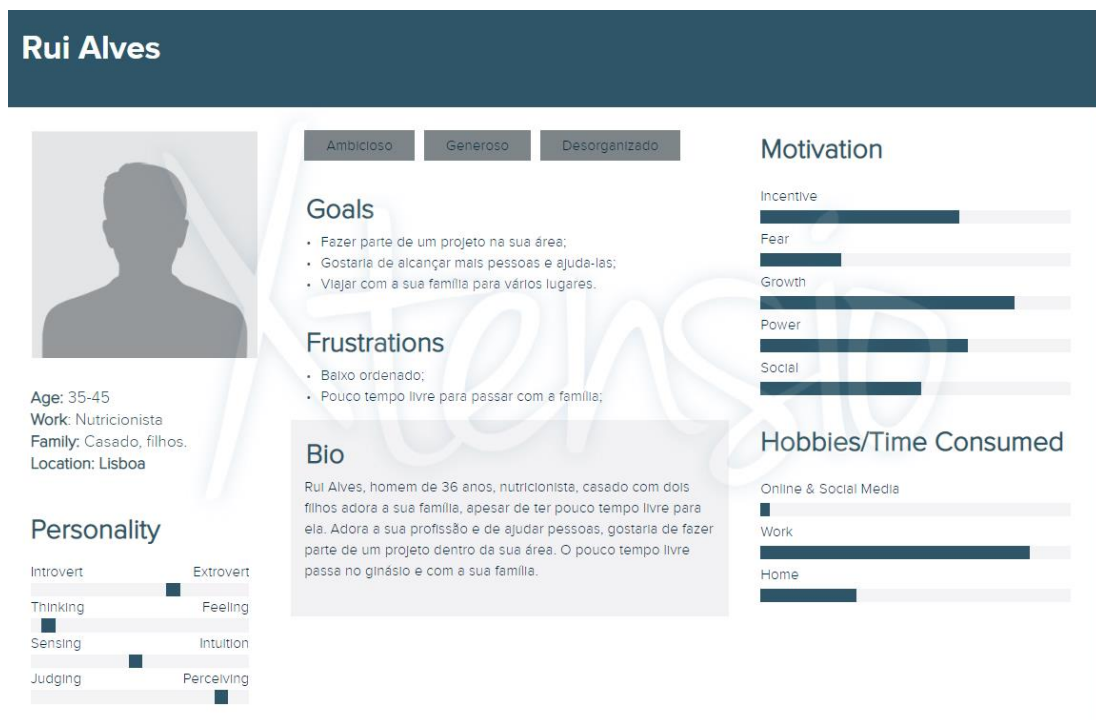 Rui Alves
Age: 35-45
Work: Nutricionista
Family: Casado, filhos.
Location: Lisboa
Personality
Introvert Extrovert
Thinking Feeling
Sensing Intuition
Judging Perceiving
Ambicioso Generoso Desorganizado
Goals
• Fazer parte de um projeto na sua área;
• Gostaria de alcançar mais pessoas e ajuda-las;
• Viajar com a sua família para vários lugares.
Frustrations
• Baixo ordenado;
• Pouco tempo livre para passar com a família;
Bio
Rui Alves, homem de 36 anos, nutricionista, casado com dois
filhos adora a sua família, apesar de ter pouco tempo livre para
ela. Adora a sua profissão e de ajudar pessoas, gostaria de fazer
parte de um projeto dentro da sua área. O pouco tempo livre
passa no ginásio e com a sua família.
Motivation
Incentive
Fear
Growth
Power
Social
Hobbies/Time Consumed
Online & Social Media
Work
Home
Xtensio